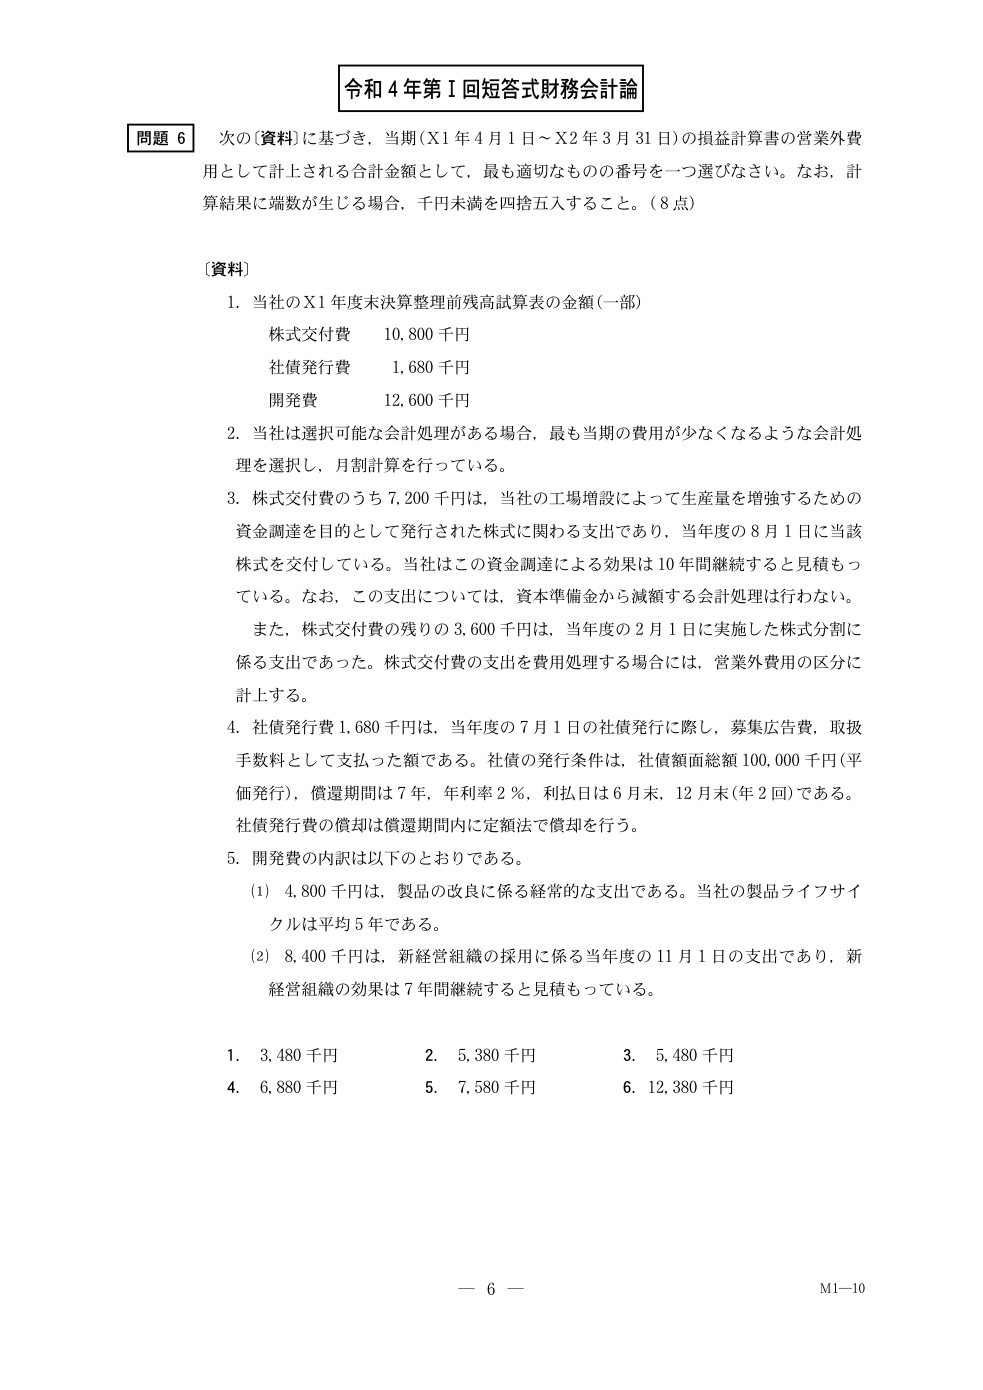 令和4年第Ⅰ回短答式財務会計論
問題 6 次の〔資料〕に基づき，当期(X1年4月1日～X2年3月31日)の損益計算書の営業外費
用として計上される合計金額として，最も適切なものの番号を一つ選びなさい。なお，計
算結果に端数が生じる場合，千円未満を四捨五入すること。(8点)
〔資料〕
1. 当社のX1年度末決算整理前残高試算表の金額(一部)
株式交付費 10,800千円
社債発行費 1,680千円
開発費 12,600千円
2. 当社は選択可能な会計処理がある場合，最も当期の費用が少なくなるような会計処
理を選択し，月割計算を行っている。
3. 株式交付費のうち7,200千円は，当社の工場増設によって生産量を増強するための
資金調達を目的として発行された株式に関わる支出であり，当年度の8月1日に当該
株式を交付している。当社はこの資金調達による効果は10年間継続すると見積もっ
ている。なお，この支出については，資本準備金から減額する会計処理は行わない。
また，株式交付費の残りの3,600千円は，当年度の2月1日に実施した株式分割に
係る支出であった。株式交付費の支出を費用処理する場合には，営業外費用の区分に
計上する。
4. 社債発行費1,680千円は，当年度の7月1日の社債発行に際し，募集広告費，取扱
手数料として支払った額である。社債の発行条件は，社債額面総額100,000千円(平
価発行)，償還期間は7年，年利率2％，利払日は6月末，12月末(年2回)である。
社債発行費の償却は償還期間内に定額法で償却を行う。
5. 開発費の内訳は以下のとおりである。
(1) 4,800千円は，製品の改良に係る経常的な支出である。当社の製品ライフサイ
クルは平均5年である。
(2) 8,400千円は，新経営組織の採用に係る当年度の11月1日の支出であり，新
経営組織の効果は7年間継続すると見積もっている。
1. 3,480千円 2. 5,380千円 3. 5,480千円
4. 6,880千円 5. 7,580千円 6. 12,380千円
― 6 ―
M1―10